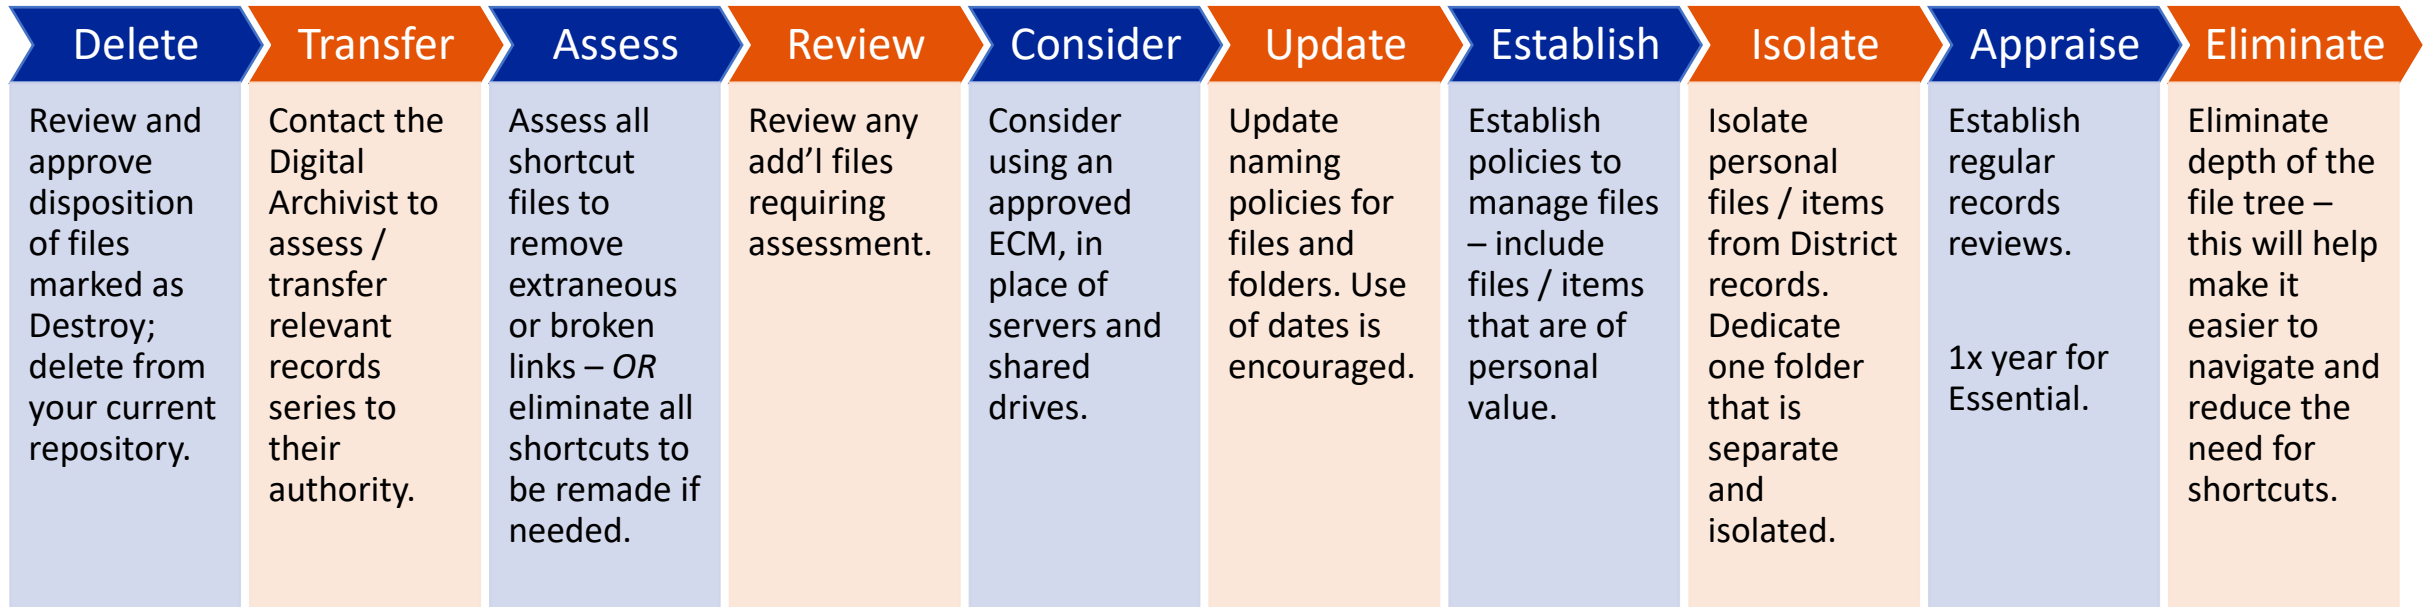 Delete
Review and
approve
disposition
of files
marked as
Destroy;
delete from
your current
repository.
Transfer
Contact the
Digital
Archivist to
assess /
transfer
relevant
records
series to
their
authority.
Assess
Assess all
shortcut
files to
remove
extraneous
or broken
links – OR
eliminate all
shortcuts to
be remade if
needed.
Review
Review any
add’l files
requiring
assessment.
Consider
Consider
using an
approved
ECM, in
place of
servers and
shared
drives.
Update
Update
naming
policies for
files and
folders. Use
of dates is
encouraged.
Establish
Establish
policies to
manage files
– include
files / items
that are of
personal
value.
Isolate
Isolate
personal
files / items
from District
records.
Dedicate
one folder
that is
separate
and
isolated.
Appraise
Establish
regular
records
reviews.
1x year for
Essential.
Eliminate
Eliminate
depth of the
file tree –
this will help
make it
easier to
navigate and
reduce the
need for
shortcuts.